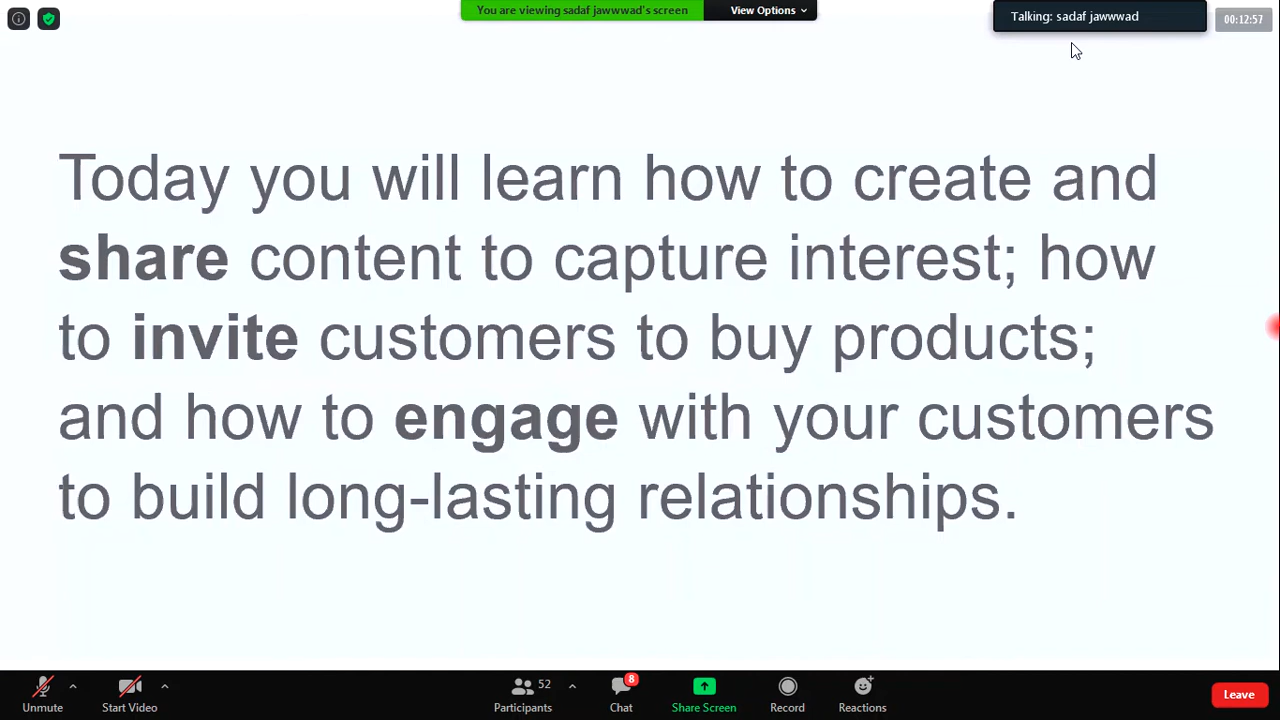 You are viewing sadaf jawwwad's screen View Options
Talking: sadaf jawwwad
00:12:57
Today you will learn how to create and
share content to capture interest; how
to invite customers to buy products;
and how to engage with your customers
to build long-lasting relationships.
52
8
Unmute Start Video Participants Chat Share Screen Record Reactions Leave